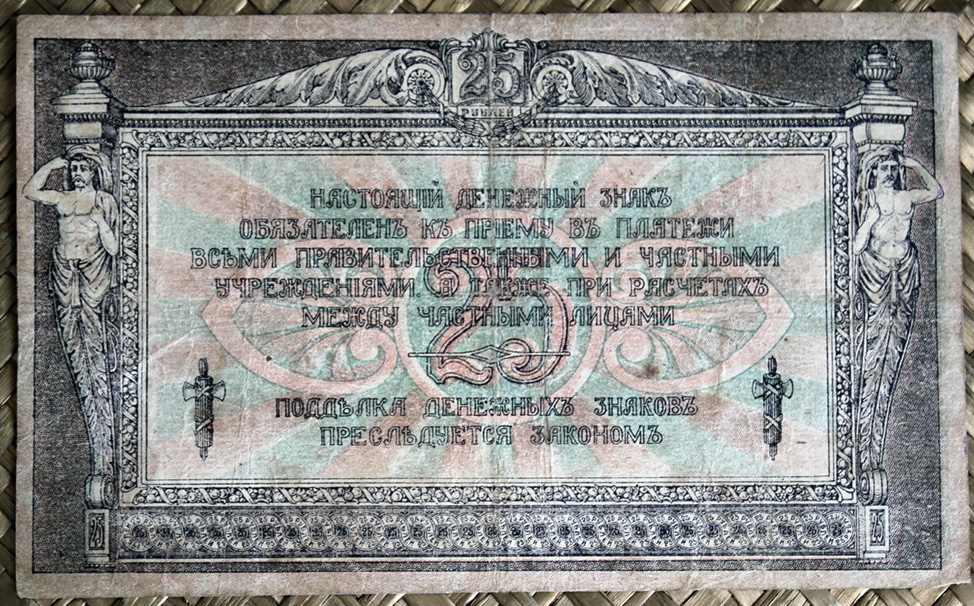 25
РУБЛЕЙ
НАСТОЯЩІЙ ДЕНЕЖНЫЙ ЗНАКЪ
ОБЯЗАТЕЛЕНЪ КЪ ПРІЕМУ ВЪ ПЛАТЕЖИ
ВСѢМИ ПРАВИТЕЛЬСТВЕННЫМИ И ЧАСТНЫМИ
УЧРЕЖДЕНІЯМИ, А ТАКЖЕ ПРИ РАСЧЕТАХЪ
МЕЖДУ ЧАСТНЫМИ ЛИЦАМИ
25
ПОДДѢЛКА ДЕНЕЖНЫХЪ ЗНАКОВЪ
ПРЕСЛѢДУЕТСЯ ЗАКОНОМЪ
25 25